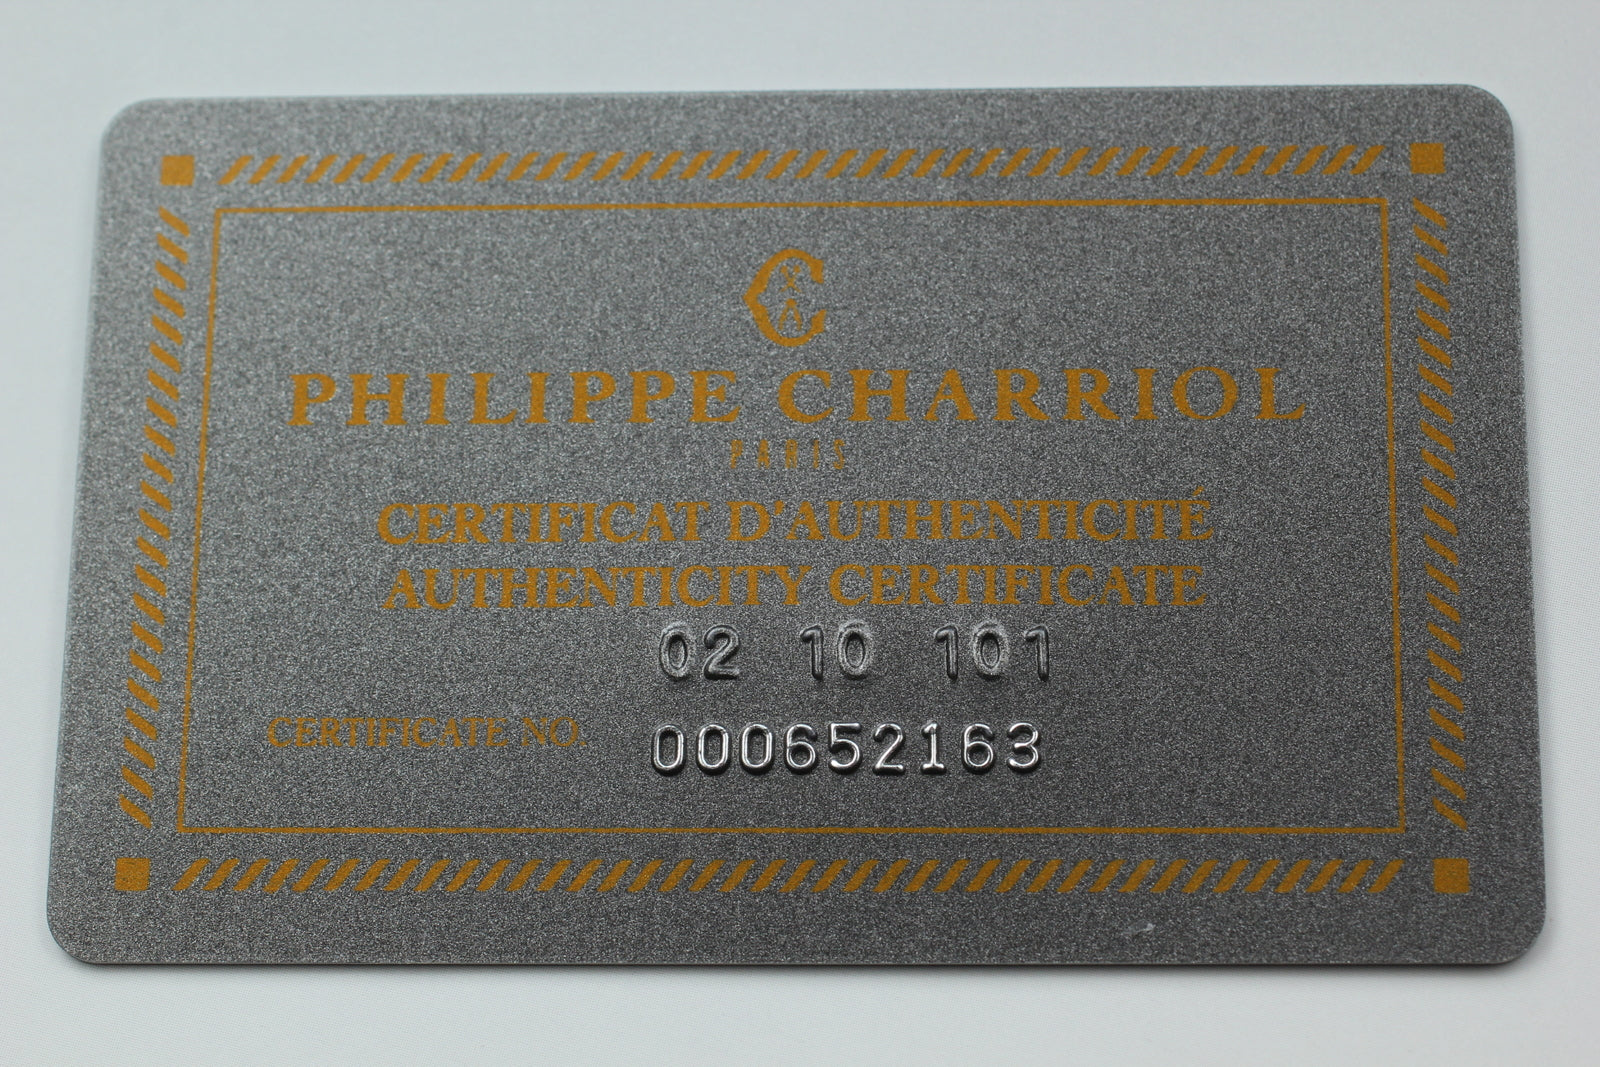 PHILIPPE CHARRIOL
PARIS
CERTIFICAT D'AUTHENTICITÉ
AUTHENTICITY CERTIFICATE
02 10 101
CERTIFICATE NO. 000652163